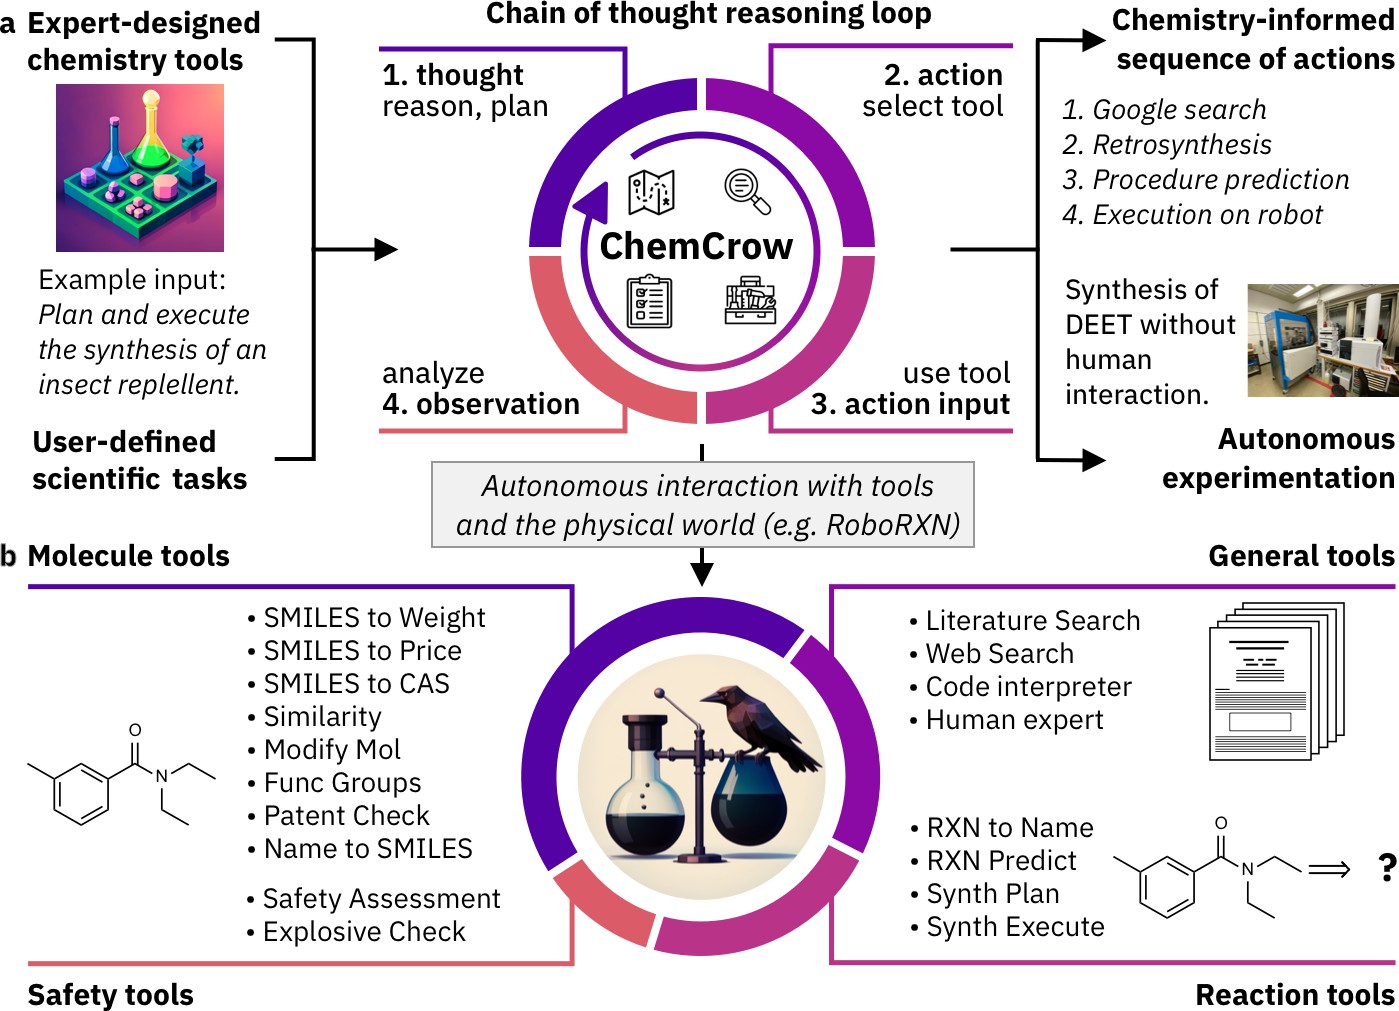 a Expert-designed
chemistry tools
Example input:
Plan and execute
the synthesis of an
insect replellent.
User-defined
scientific tasks
Chain of thought reasoning loop
1. thought
reason, plan
2. action
select tool
ChemCrow
analyze
4. observation
use tool
3. action input
Chemistry-informed
sequence of actions
1. Google search
2. Retrosynthesis
3. Procedure prediction
4. Execution on robot
Synthesis of
DEET without
human
interaction.
Autonomous
experimentation
Autonomous interaction with tools
and the physical world (e.g. RoboRXN)
b Molecule tools
• SMILES to Weight
• SMILES to Price
• SMILES to CAS
• Similarity
• Modify Mol
• Func Groups
• Patent Check
• Name to SMILES
O
N
• Safety Assessment
• Explosive Check
Safety tools
General tools
• Literature Search
• Web Search
• Code interpreter
• Human expert
• RXN to Name
• RXN Predict
• Synth Plan
• Synth Execute
O
N
?
Reaction tools